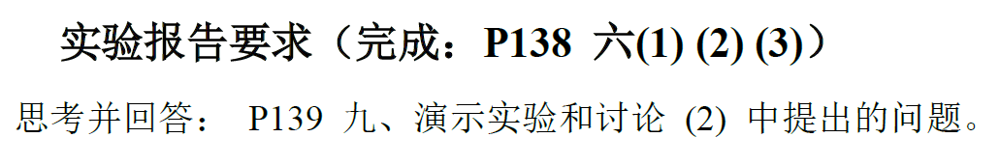 实验报告要求（完成：P138 六(1) (2) (3)）
思考并回答： P139 九、演示实验和讨论 (2) 中提出的问题。